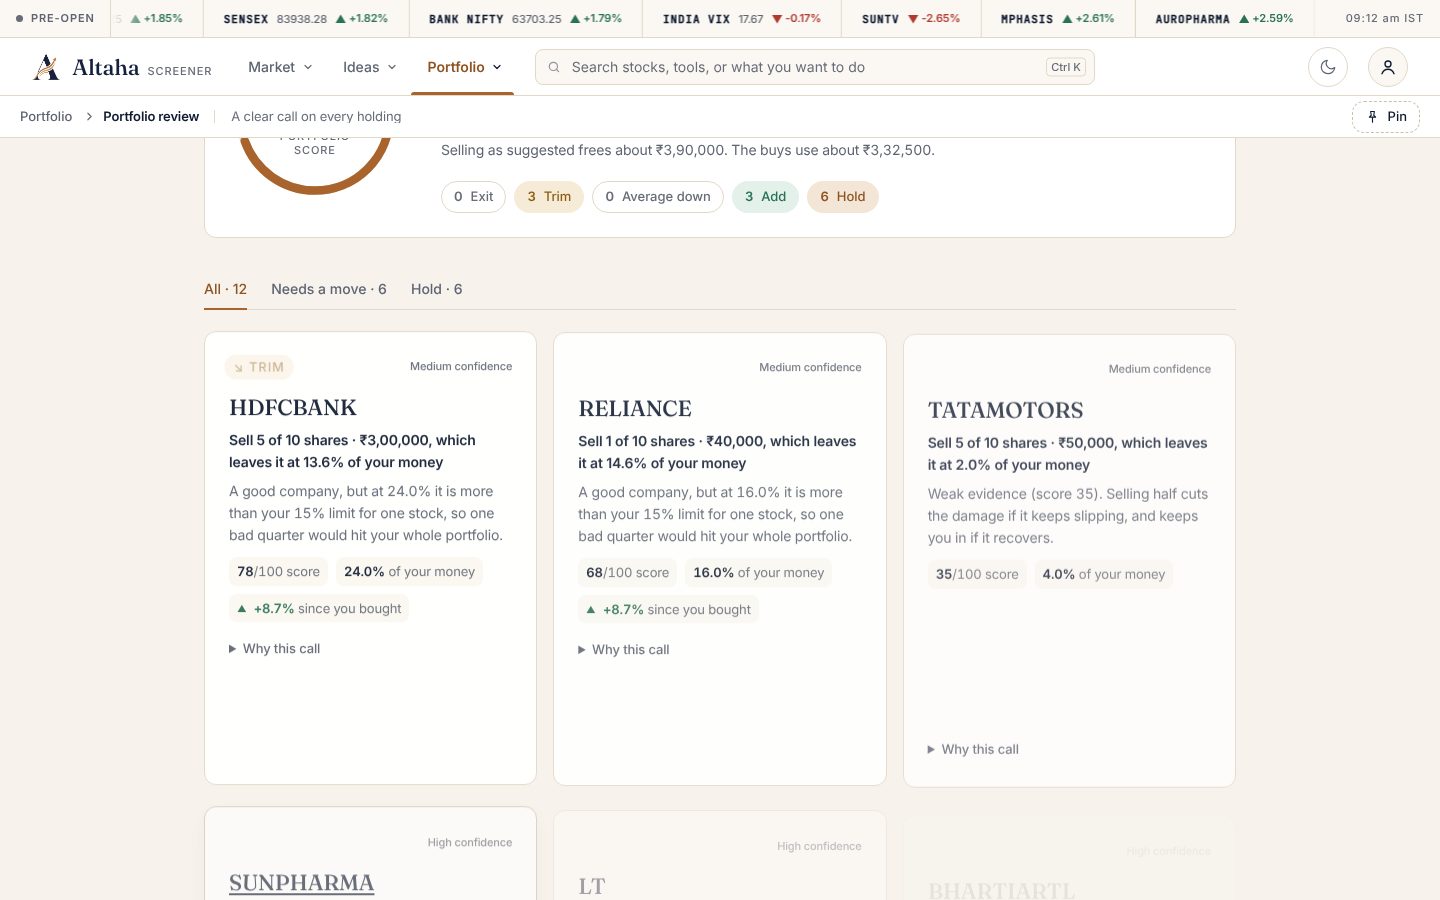 PRE-OPEN
+1.85%
SENSEX 83938.28 ▲ +1.82%
BANK NIFTY 63703.25 ▲ +1.79%
INDIA VIX 17.67 ▼ -0.17%
SUNTV ▼ -2.65%
MPHASIS ▲ +2.61%
AUROPHARMA ▲ +2.59%
09:12 am IST
Altaha SCREENER
Market
Ideas
Portfolio
Search stocks, tools, or what you want to do
Ctrl K
Portfolio > Portfolio review
A clear call on every holding
Pin
SCORE
Selling as suggested frees about ₹3,90,000. The buys use about ₹3,32,500.
0 Exit
3 Trim
0 Average down
3 Add
6 Hold
All · 12
Needs a move · 6
Hold · 6
TRIM
Medium confidence
HDFCBANK
Sell 5 of 10 shares · ₹3,00,000, which
leaves it at 13.6% of your money
A good company, but at 24.0% it is more
than your 15% limit for one stock, so one
bad quarter would hit your whole portfolio.
78/100 score
24.0% of your money
▲ +8.7% since you bought
Why this call
Medium confidence
RELIANCE
Sell 1 of 10 shares · ₹40,000, which leaves
it at 14.6% of your money
A good company, but at 16.0% it is more
than your 15% limit for one stock, so one
bad quarter would hit your whole portfolio.
68/100 score
16.0% of your money
▲ +8.7% since you bought
Why this call
Medium confidence
TATAMOTORS
Sell 5 of 10 shares · ₹50,000, which leaves
it at 2.0% of your money
Weak evidence (score 35). Selling half cuts
the damage if it keeps slipping, and keeps
you in if it recovers.
35/100 score
4.0% of your money
Why this call
High confidence
SUNPHARMA
High confidence
LT
High confidence
BHARTIARTL